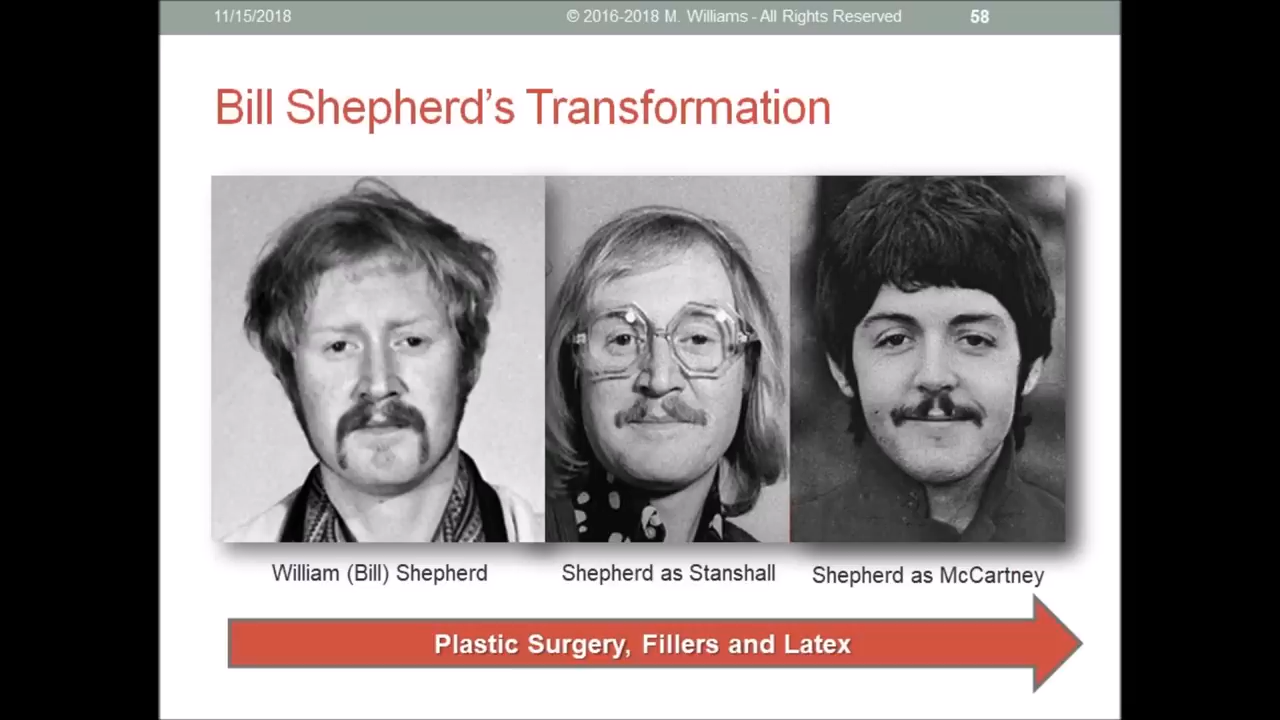 11/15/2018
© 2016-2018 M. Williams - All Rights Reserved
58
Bill Shepherd’s Transformation
William (Bill) Shepherd
Shepherd as Stanshall
Shepherd as McCartney
Plastic Surgery, Fillers and Latex